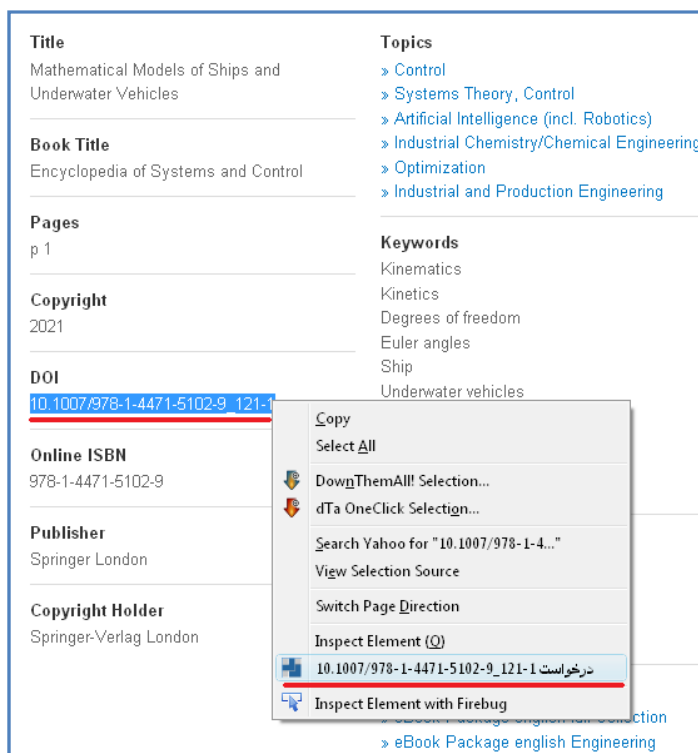 Title
Mathematical Models of Ships and
Underwater Vehicles
Book Title
Encyclopedia of Systems and Control
Pages
p 1
Copyright
2021
DOI
10.1007/978-1-4471-5102-9_121-1
Online ISBN
978-1-4471-5102-9
Publisher
Springer London
Copyright Holder
Springer-Verlag London
Topics
» Control
» Systems Theory, Control
» Artificial Intelligence (incl. Robotics)
» Industrial Chemistry/Chemical Engineering
» Optimization
» Industrial and Production Engineering
Keywords
Kinematics
Kinetics
Degrees of freedom
Euler angles
Ship
Underwater vehicles
Copy
Select All
DownThemAll! Selection...
dTa OneClick Selection...
Search Yahoo for "10.1007/978-1-4..."
View Selection Source
Switch Page Direction
Inspect Element (Q)
درخواست 10.1007/978-1-4471-5102-9_121-1
Inspect Element with Firebug
» eBook Package english full Collection
» eBook Package english Engineering